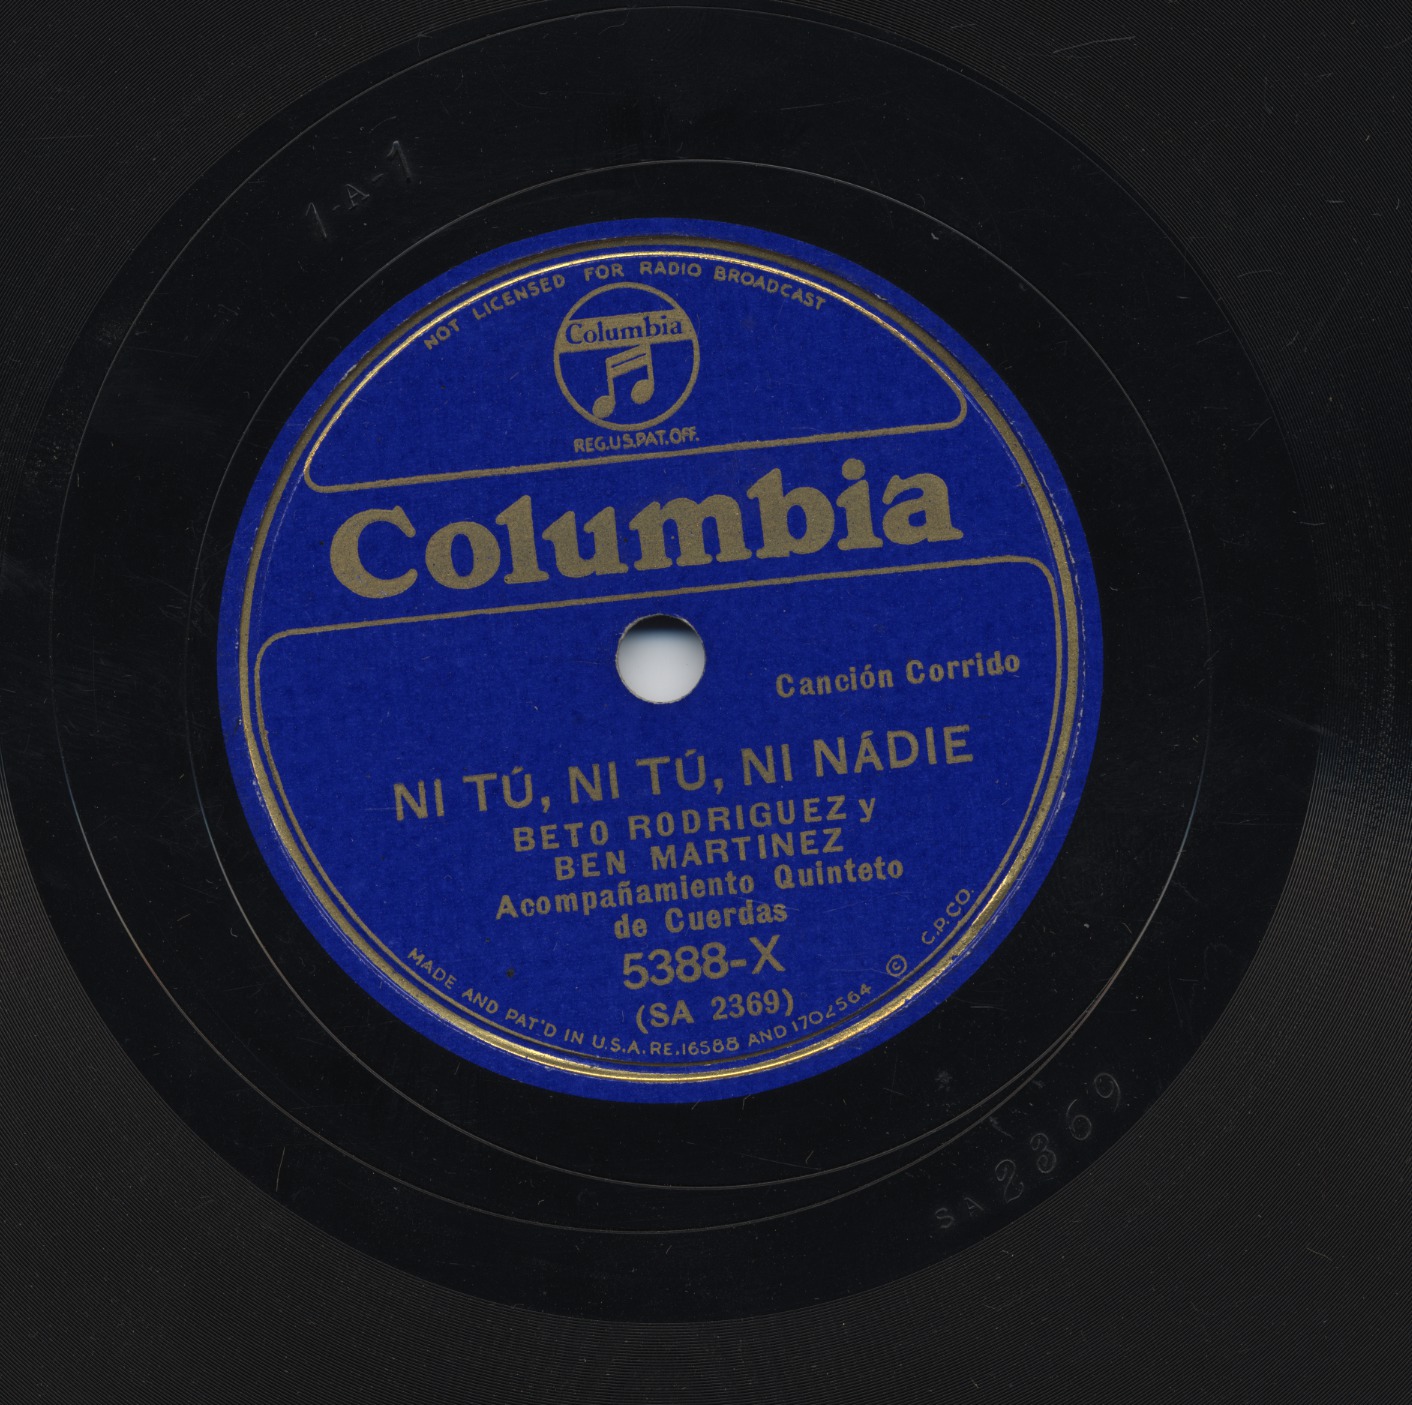 1-A-1
NOT LICENSED FOR RADIO BROADCAST
Columbia
REG.U.S.PAT.OFF.
Columbia
Canción Corrido
NI TÚ, NI TÚ, NI NÁDIE
BETO RODRIGUEZ y
BEN MARTINEZ
Acompañamiento Quinteto
de Cuerdas
5388-X
(SA 2369)
MADE AND PAT'D IN U.S.A. RE.16588 AND 1702564 © C.P.CO.
SA 2369